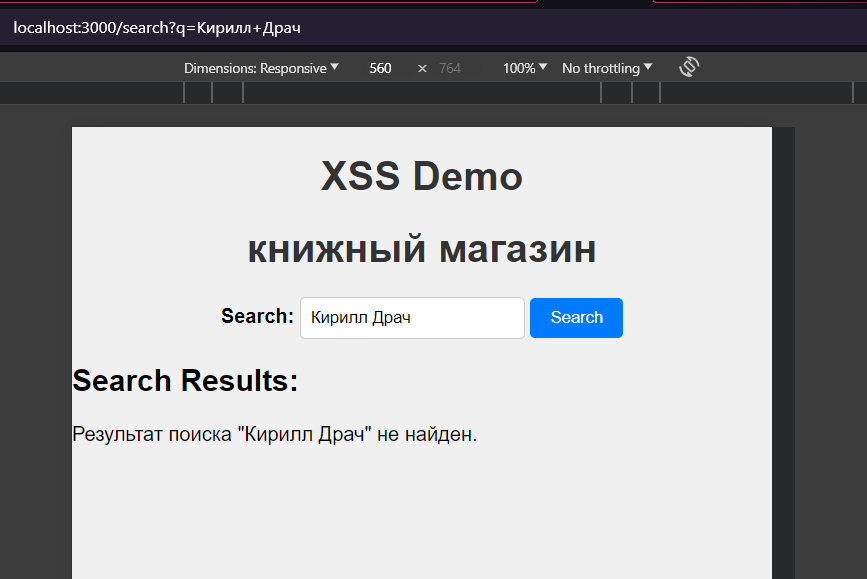 localhost:3000/search?q=Кирилл+Драч
Dimensions: Responsive 560 × 764 100% No throttling
XSS Demo
книжный магазин
Search: Кирилл Драч Search
Search Results:
Результат поиска "Кирилл Драч" не найден.